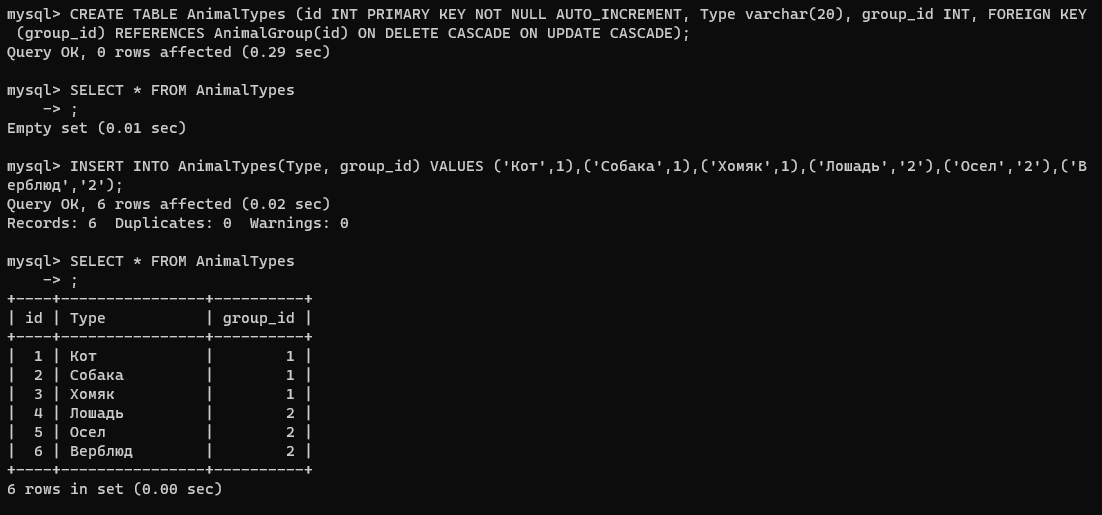 mysql> CREATE TABLE AnimalTypes (id INT PRIMARY KEY NOT NULL AUTO_INCREMENT, Type varchar(20), group_id INT, FOREIGN KEY
 (group_id) REFERENCES AnimalGroup(id) ON DELETE CASCADE ON UPDATE CASCADE);
Query OK, 0 rows affected (0.29 sec)

mysql> SELECT * FROM AnimalTypes
    -> ;
Empty set (0.01 sec)

mysql> INSERT INTO AnimalTypes(Type, group_id) VALUES ('Кот',1),('Собака',1),('Хомяк',1),('Лошадь','2'),('Осел','2'),('В
ерблюд','2');
Query OK, 6 rows affected (0.02 sec)
Records: 6  Duplicates: 0  Warnings: 0

mysql> SELECT * FROM AnimalTypes
    -> ;
+----+----------------+----------+
| id | Type           | group_id |
+----+----------------+----------+
|  1 | Кот            |        1 |
|  2 | Собака         |        1 |
|  3 | Хомяк          |        1 |
|  4 | Лошадь         |        2 |
|  5 | Осел           |        2 |
|  6 | Верблюд        |        2 |
+----+----------------+----------+
6 rows in set (0.00 sec)